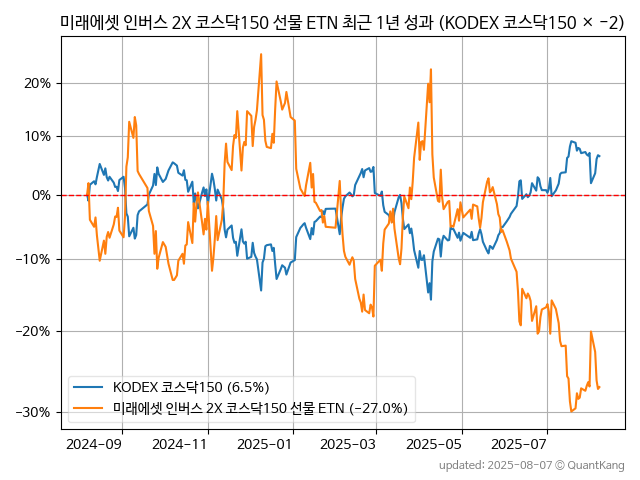 미래에셋 인버스 2X 코스닥150 선물 ETN 최근 1년 성과 (KODEX 코스닥150 × −2)
20%
10%
0%
−10%
−20%
−30%
KODEX 코스닥150 (6.5%)
미래에셋 인버스 2X 코스닥150 선물 ETN (−27.0%)
2024-09 2024-11 2025-01 2025-03 2025-05 2025-07
updated: 2025-08-07 © QuantKang